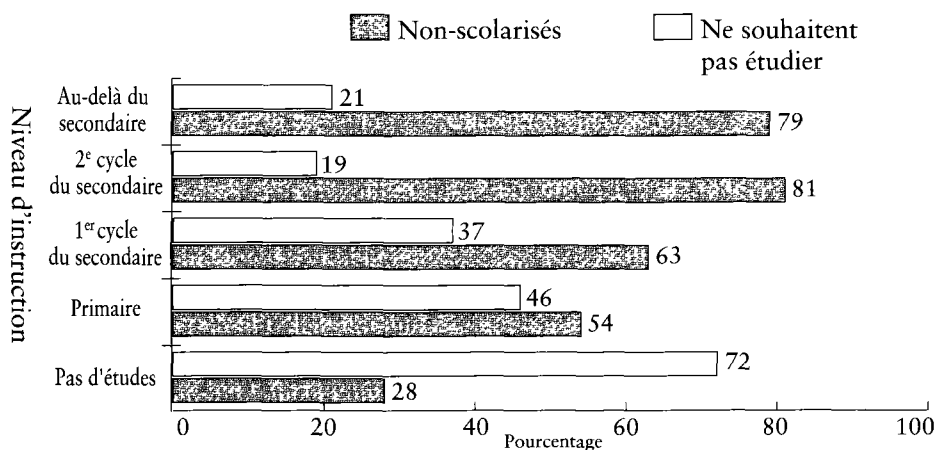 Non-scolarisés
Ne souhaitent
pas étudier
Niveau d'instruction
Au-delà du
secondaire
21
79
2e cycle
du secondaire
19
81
1er cycle
du secondaire
37
63
Primaire
46
54
Pas d'études
72
28
0 20 40 60 80 100
Pourcentage